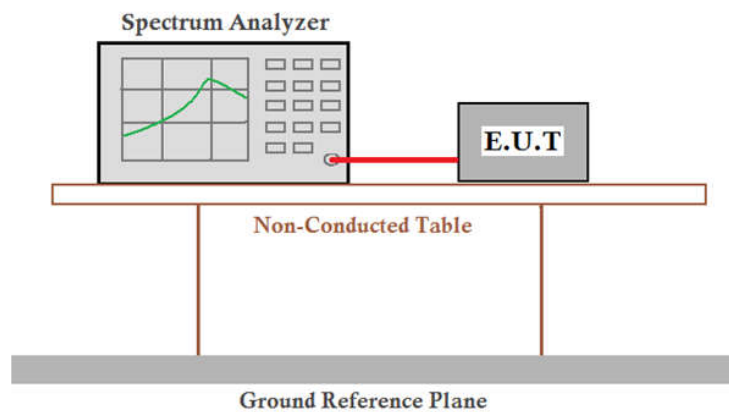 Spectrum Analyzer
E.U.T
Non-Conducted Table
Ground Reference Plane